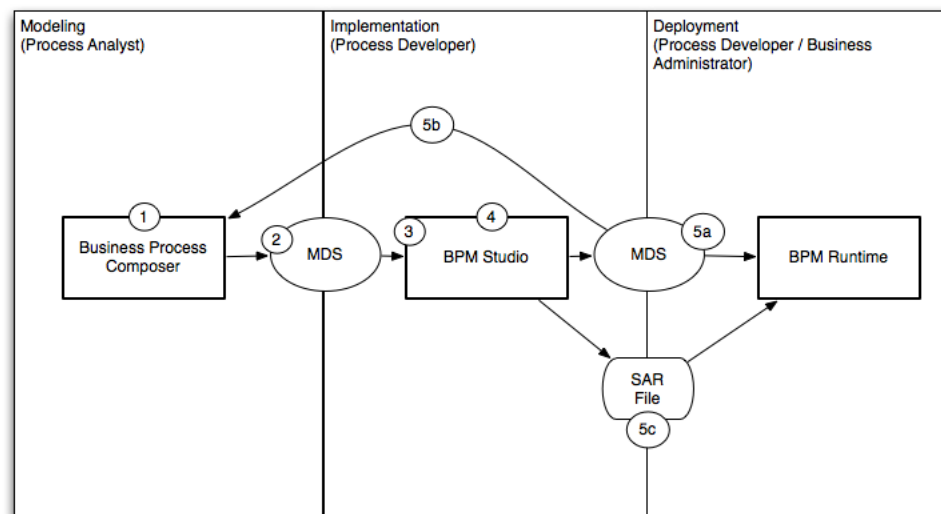 Modeling
(Process Analyst)
Implementation
(Process Developer)
Deployment
(Process Developer / Business
Administrator)
5b
1
Business Process
Composer
2
MDS
3
4
BPM Studio
MDS
5a
BPM Runtime
SAR
File
5c